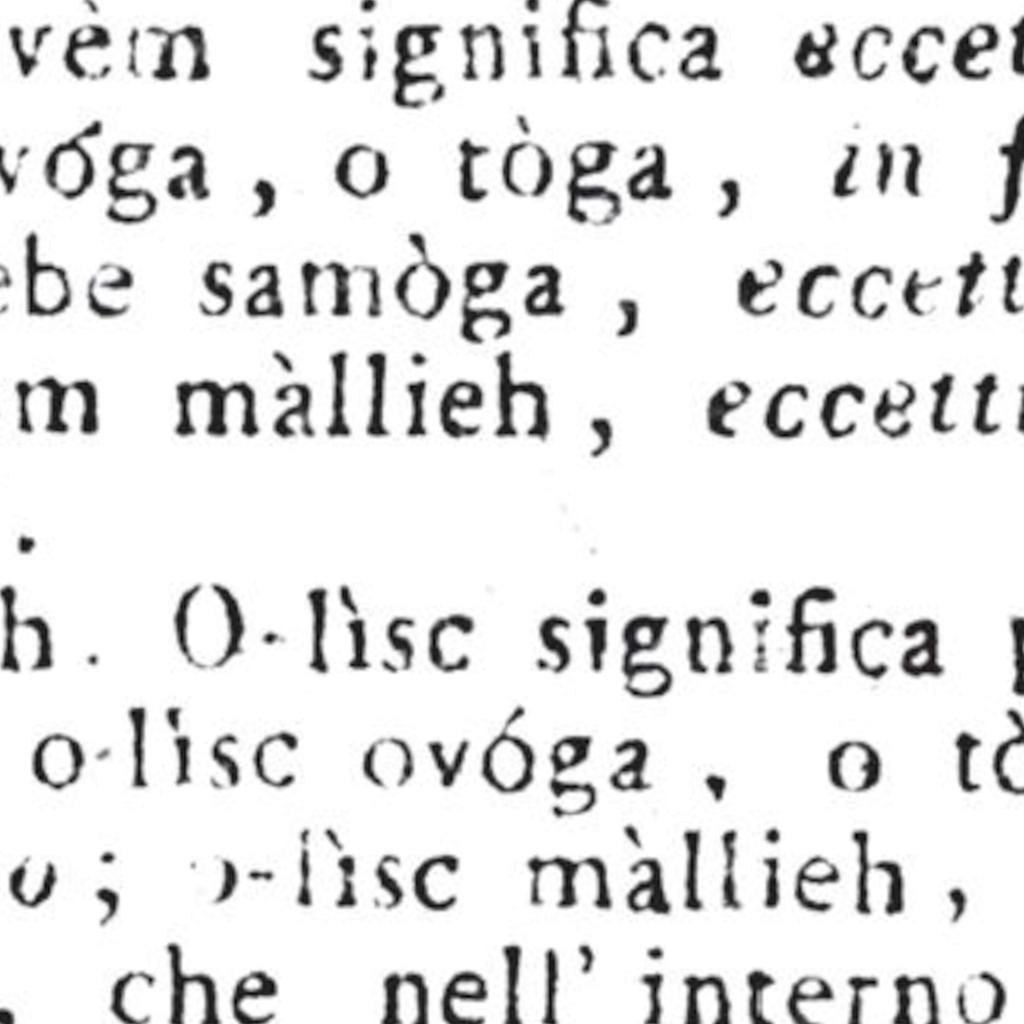 vèm significa eccet
vóga, o tòga, in f
ebe samòga, eccett
m màllieh, eccett
.
h. O-lìsc significa p
o-lìsc ovóga, o tò
o; o-lìsc màllieh,
, che nell' interno